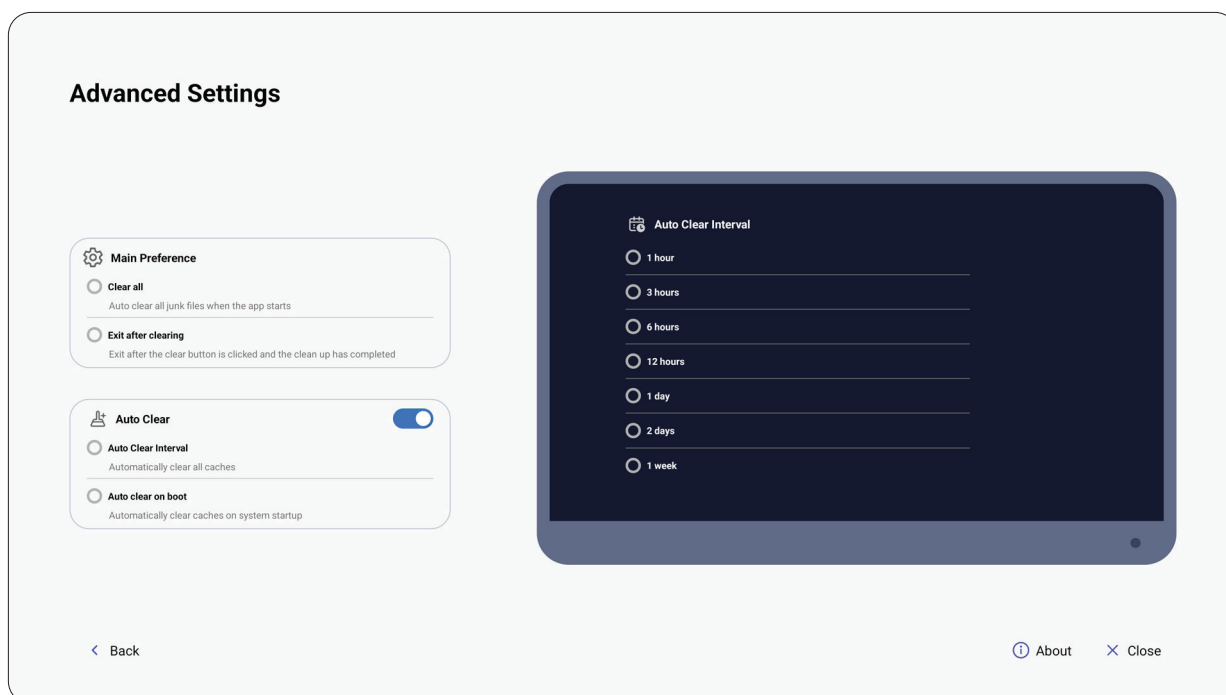 Advanced Settings
Main Preference
Clear all
Auto clear all junk files when the app starts
Exit after clearing
Exit after the clear button is clicked and the clean up has completed
Auto Clear
Auto Clear Interval
Automatically clear all caches
Auto clear on boot
Automatically clear caches on system startup
Auto Clear Interval
1 hour
3 hours
6 hours
12 hours
1 day
2 days
1 week
Back
About
Close